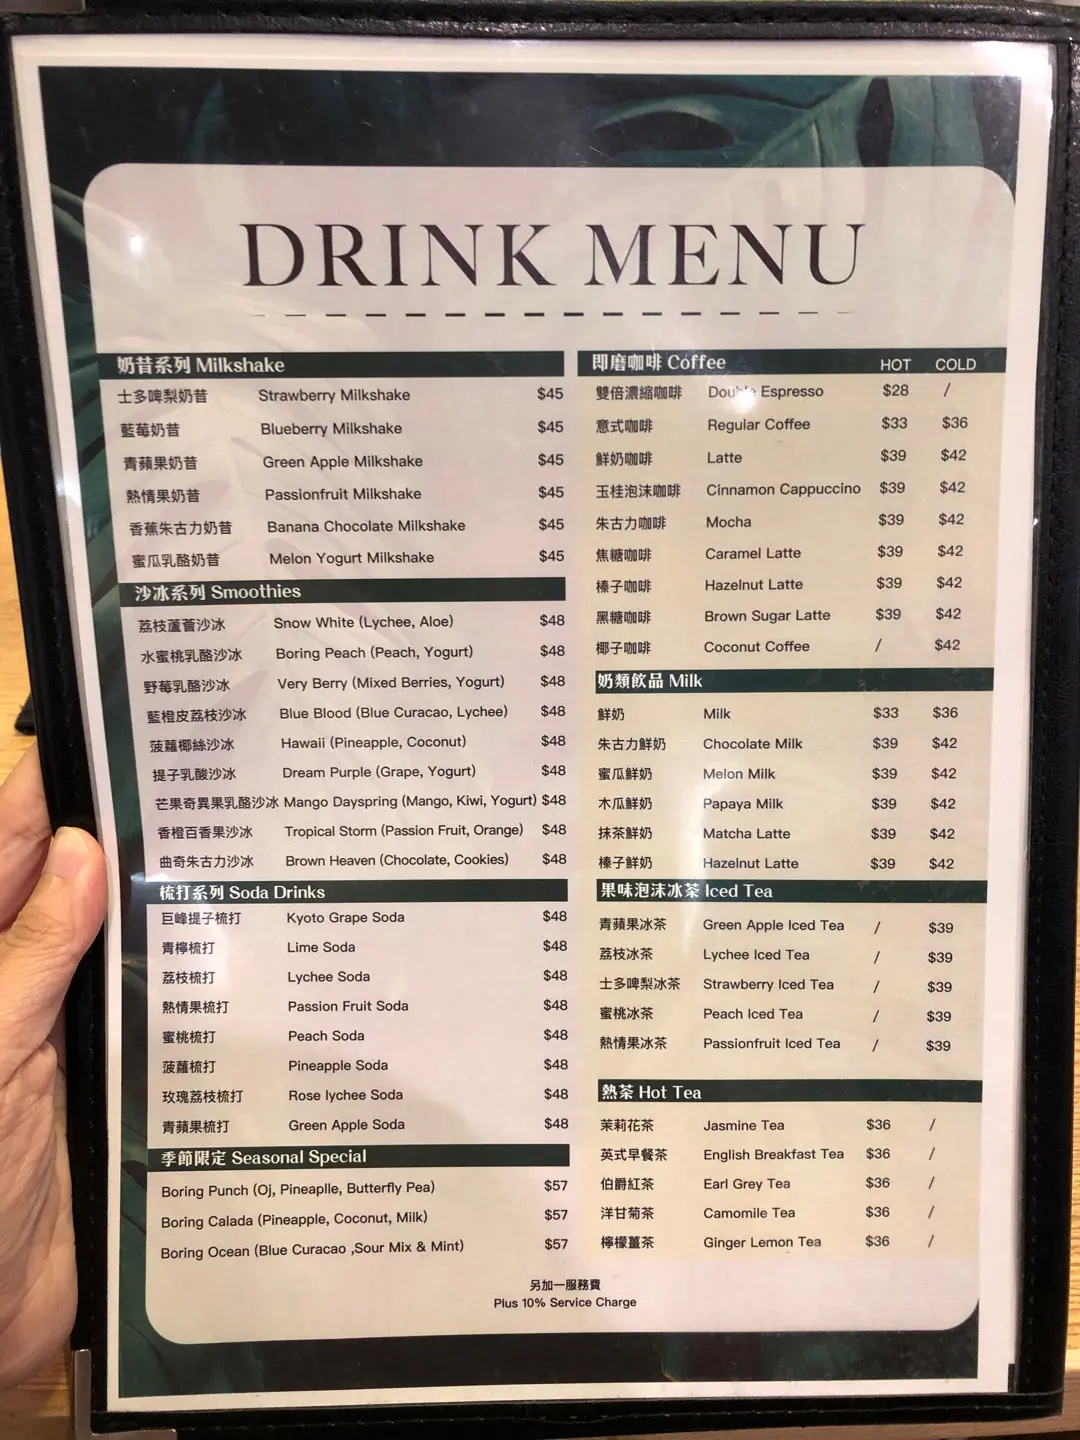 DRINK MENU
奶昔系列 Milkshake
士多啤梨奶昔 Strawberry Milkshake $45
藍莓奶昔 Blueberry Milkshake $45
青蘋果奶昔 Green Apple Milkshake $45
熱情果奶昔 Passionfruit Milkshake $45
香蕉朱古力奶昔 Banana Chocolate Milkshake $45
蜜瓜乳酪奶昔 Melon Yogurt Milkshake $45
沙冰系列 Smoothies
荔枝蘆薈沙冰 Snow White (Lychee, Aloe) $48
水蜜桃乳酪沙冰 Boring Peach (Peach, Yogurt) $48
野莓乳酪沙冰 Very Berry (Mixed Berries, Yogurt) $48
藍橙皮荔枝沙冰 Blue Blood (Blue Curacao, Lychee) $48
菠蘿椰絲沙冰 Hawaii (Pineapple, Coconut) $48
提子乳酸沙冰 Dream Purple (Grape, Yogurt) $48
芒果奇異果乳酪沙冰 Mango Dayspring (Mango, Kiwi, Yogurt) $48
香橙百香果沙冰 Tropical Storm (Passion Fruit, Orange) $48
曲奇朱古力沙冰 Brown Heaven (Chocolate, Cookies) $48
梳打系列 Soda Drinks
巨峰提子梳打 Kyoto Grape Soda $48
青檸梳打 Lime Soda $48
荔枝梳打 Lychee Soda $48
熱情果梳打 Passion Fruit Soda $48
蜜桃梳打 Peach Soda $48
菠蘿梳打 Pineapple Soda $48
玫瑰荔枝梳打 Rose lychee Soda $48
青蘋果梳打 Green Apple Soda $48
季節限定 Seasonal Special
Boring Punch (Oj, Pineaplle, Butterfly Pea) $57
Boring Calada (Pineapple, Coconut, Milk) $57
Boring Ocean (Blue Curacao ,Sour Mix & Mint) $57
即磨咖啡 Coffee HOT COLD
雙倍濃縮咖啡 Double Espresso $28 /
意式咖啡 Regular Coffee $33 $36
鮮奶咖啡 Latte $39 $42
玉桂泡沫咖啡 Cinnamon Cappuccino $39 $42
朱古力咖啡 Mocha $39 $42
焦糖咖啡 Caramel Latte $39 $42
榛子咖啡 Hazelnut Latte $39 $42
黑糖咖啡 Brown Sugar Latte $39 $42
椰子咖啡 Coconut Coffee / $42
奶類飲品 Milk
鮮奶 Milk $33 $36
朱古力鮮奶 Chocolate Milk $39 $42
蜜瓜鮮奶 Melon Milk $39 $42
木瓜鮮奶 Papaya Milk $39 $42
抹茶鮮奶 Matcha Latte $39 $42
榛子鮮奶 Hazelnut Latte $39 $42
果味泡沫冰茶 Iced Tea
青蘋果冰茶 Green Apple Iced Tea / $39
荔枝冰茶 Lychee Iced Tea / $39
士多啤梨冰茶 Strawberry Iced Tea / $39
蜜桃冰茶 Peach Iced Tea / $39
熱情果冰茶 Passionfruit Iced Tea / $39
熱茶 Hot Tea
茉莉花茶 Jasmine Tea $36 /
英式早餐茶 English Breakfast Tea $36 /
伯爵紅茶 Earl Grey Tea $36 /
洋甘菊茶 Camomile Tea $36 /
檸檬薑茶 Ginger Lemon Tea $36 /
另加一服務費
Plus 10% Service Charge